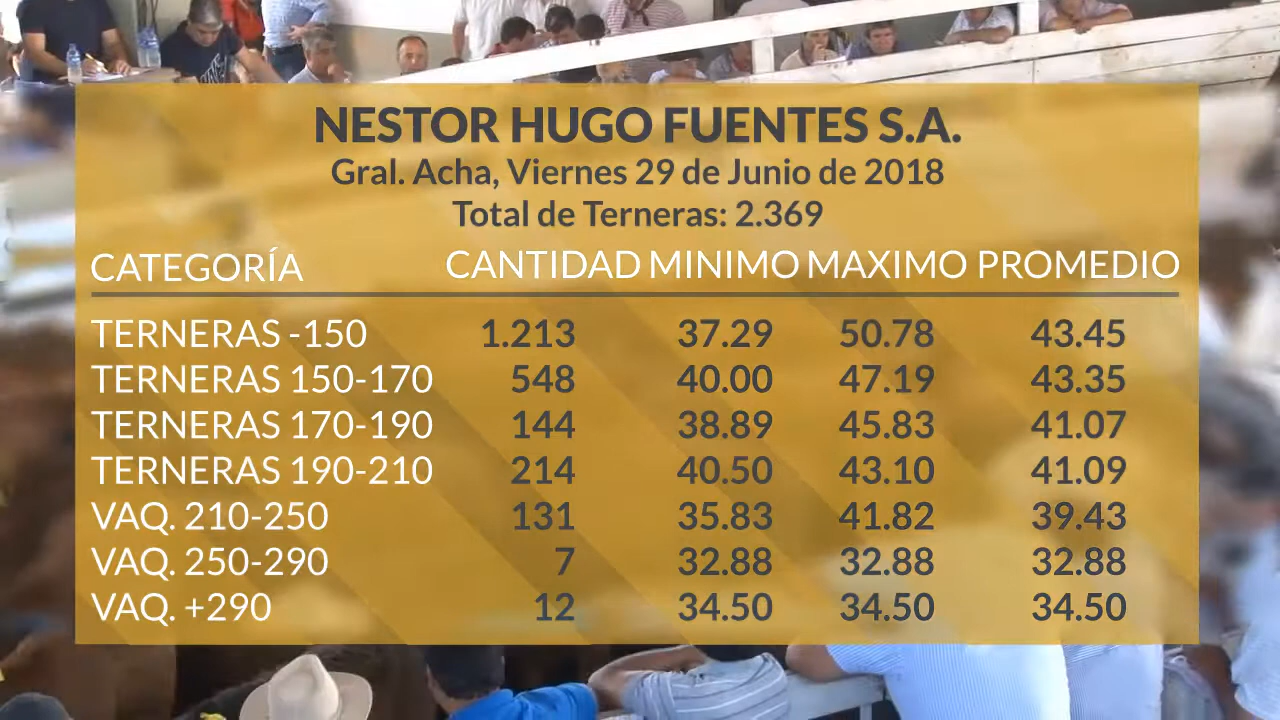 NESTOR HUGO FUENTES S.A.
Gral. Acha, Viernes 29 de Junio de 2018
Total de Terneras: 2.369
CATEGORÍA CANTIDAD MINIMO MAXIMO PROMEDIO
TERNERAS -150 1.213 37.29 50.78 43.45
TERNERAS 150-170 548 40.00 47.19 43.35
TERNERAS 170-190 144 38.89 45.83 41.07
TERNERAS 190-210 214 40.50 43.10 41.09
VAQ. 210-250 131 35.83 41.82 39.43
VAQ. 250-290 7 32.88 32.88 32.88
VAQ. +290 12 34.50 34.50 34.50